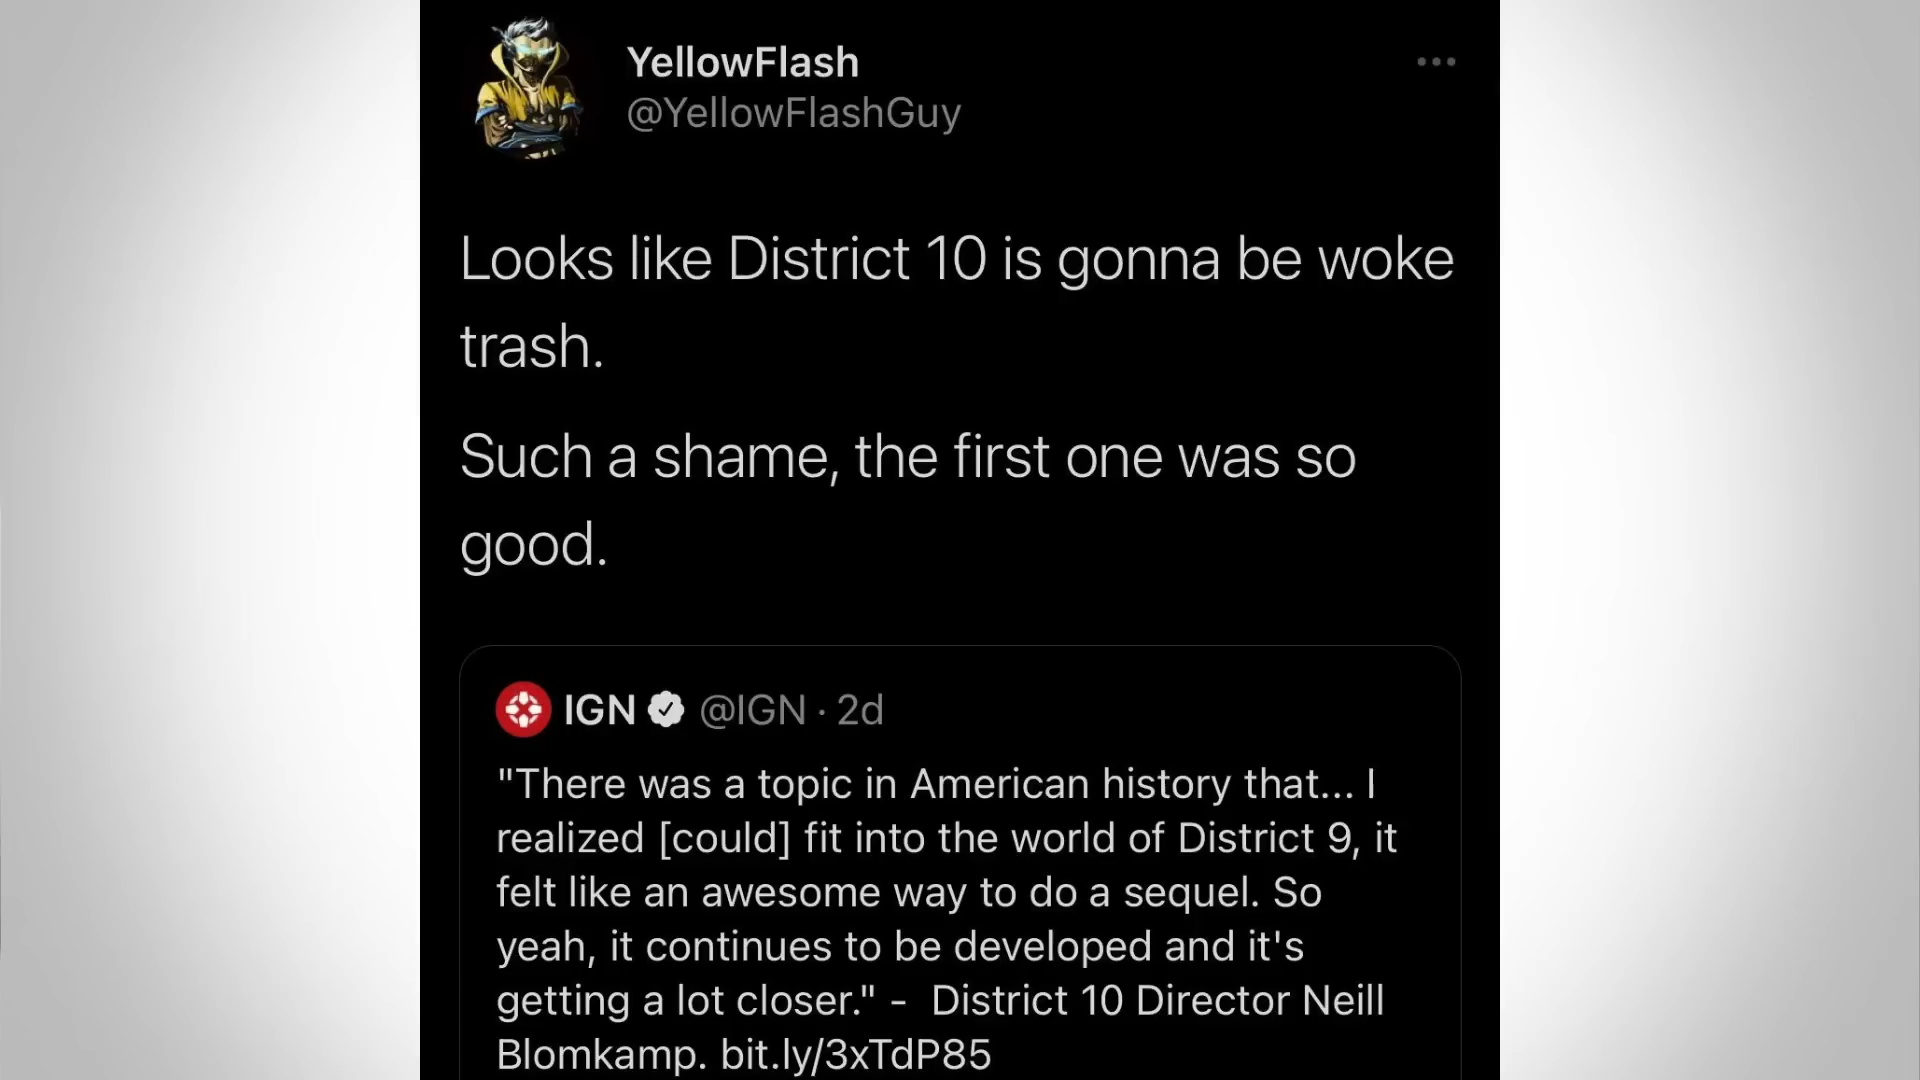 YellowFlash
@YellowFlashGuy
Looks like District 10 is gonna be woke
trash.
Such a shame, the first one was so
good.
IGN @IGN · 2d
"There was a topic in American history that... I
realized [could] fit into the world of District 9, it
felt like an awesome way to do a sequel. So
yeah, it continues to be developed and it's
getting a lot closer." - District 10 Director Neill
Blomkamp. bit.ly/3xTdP85